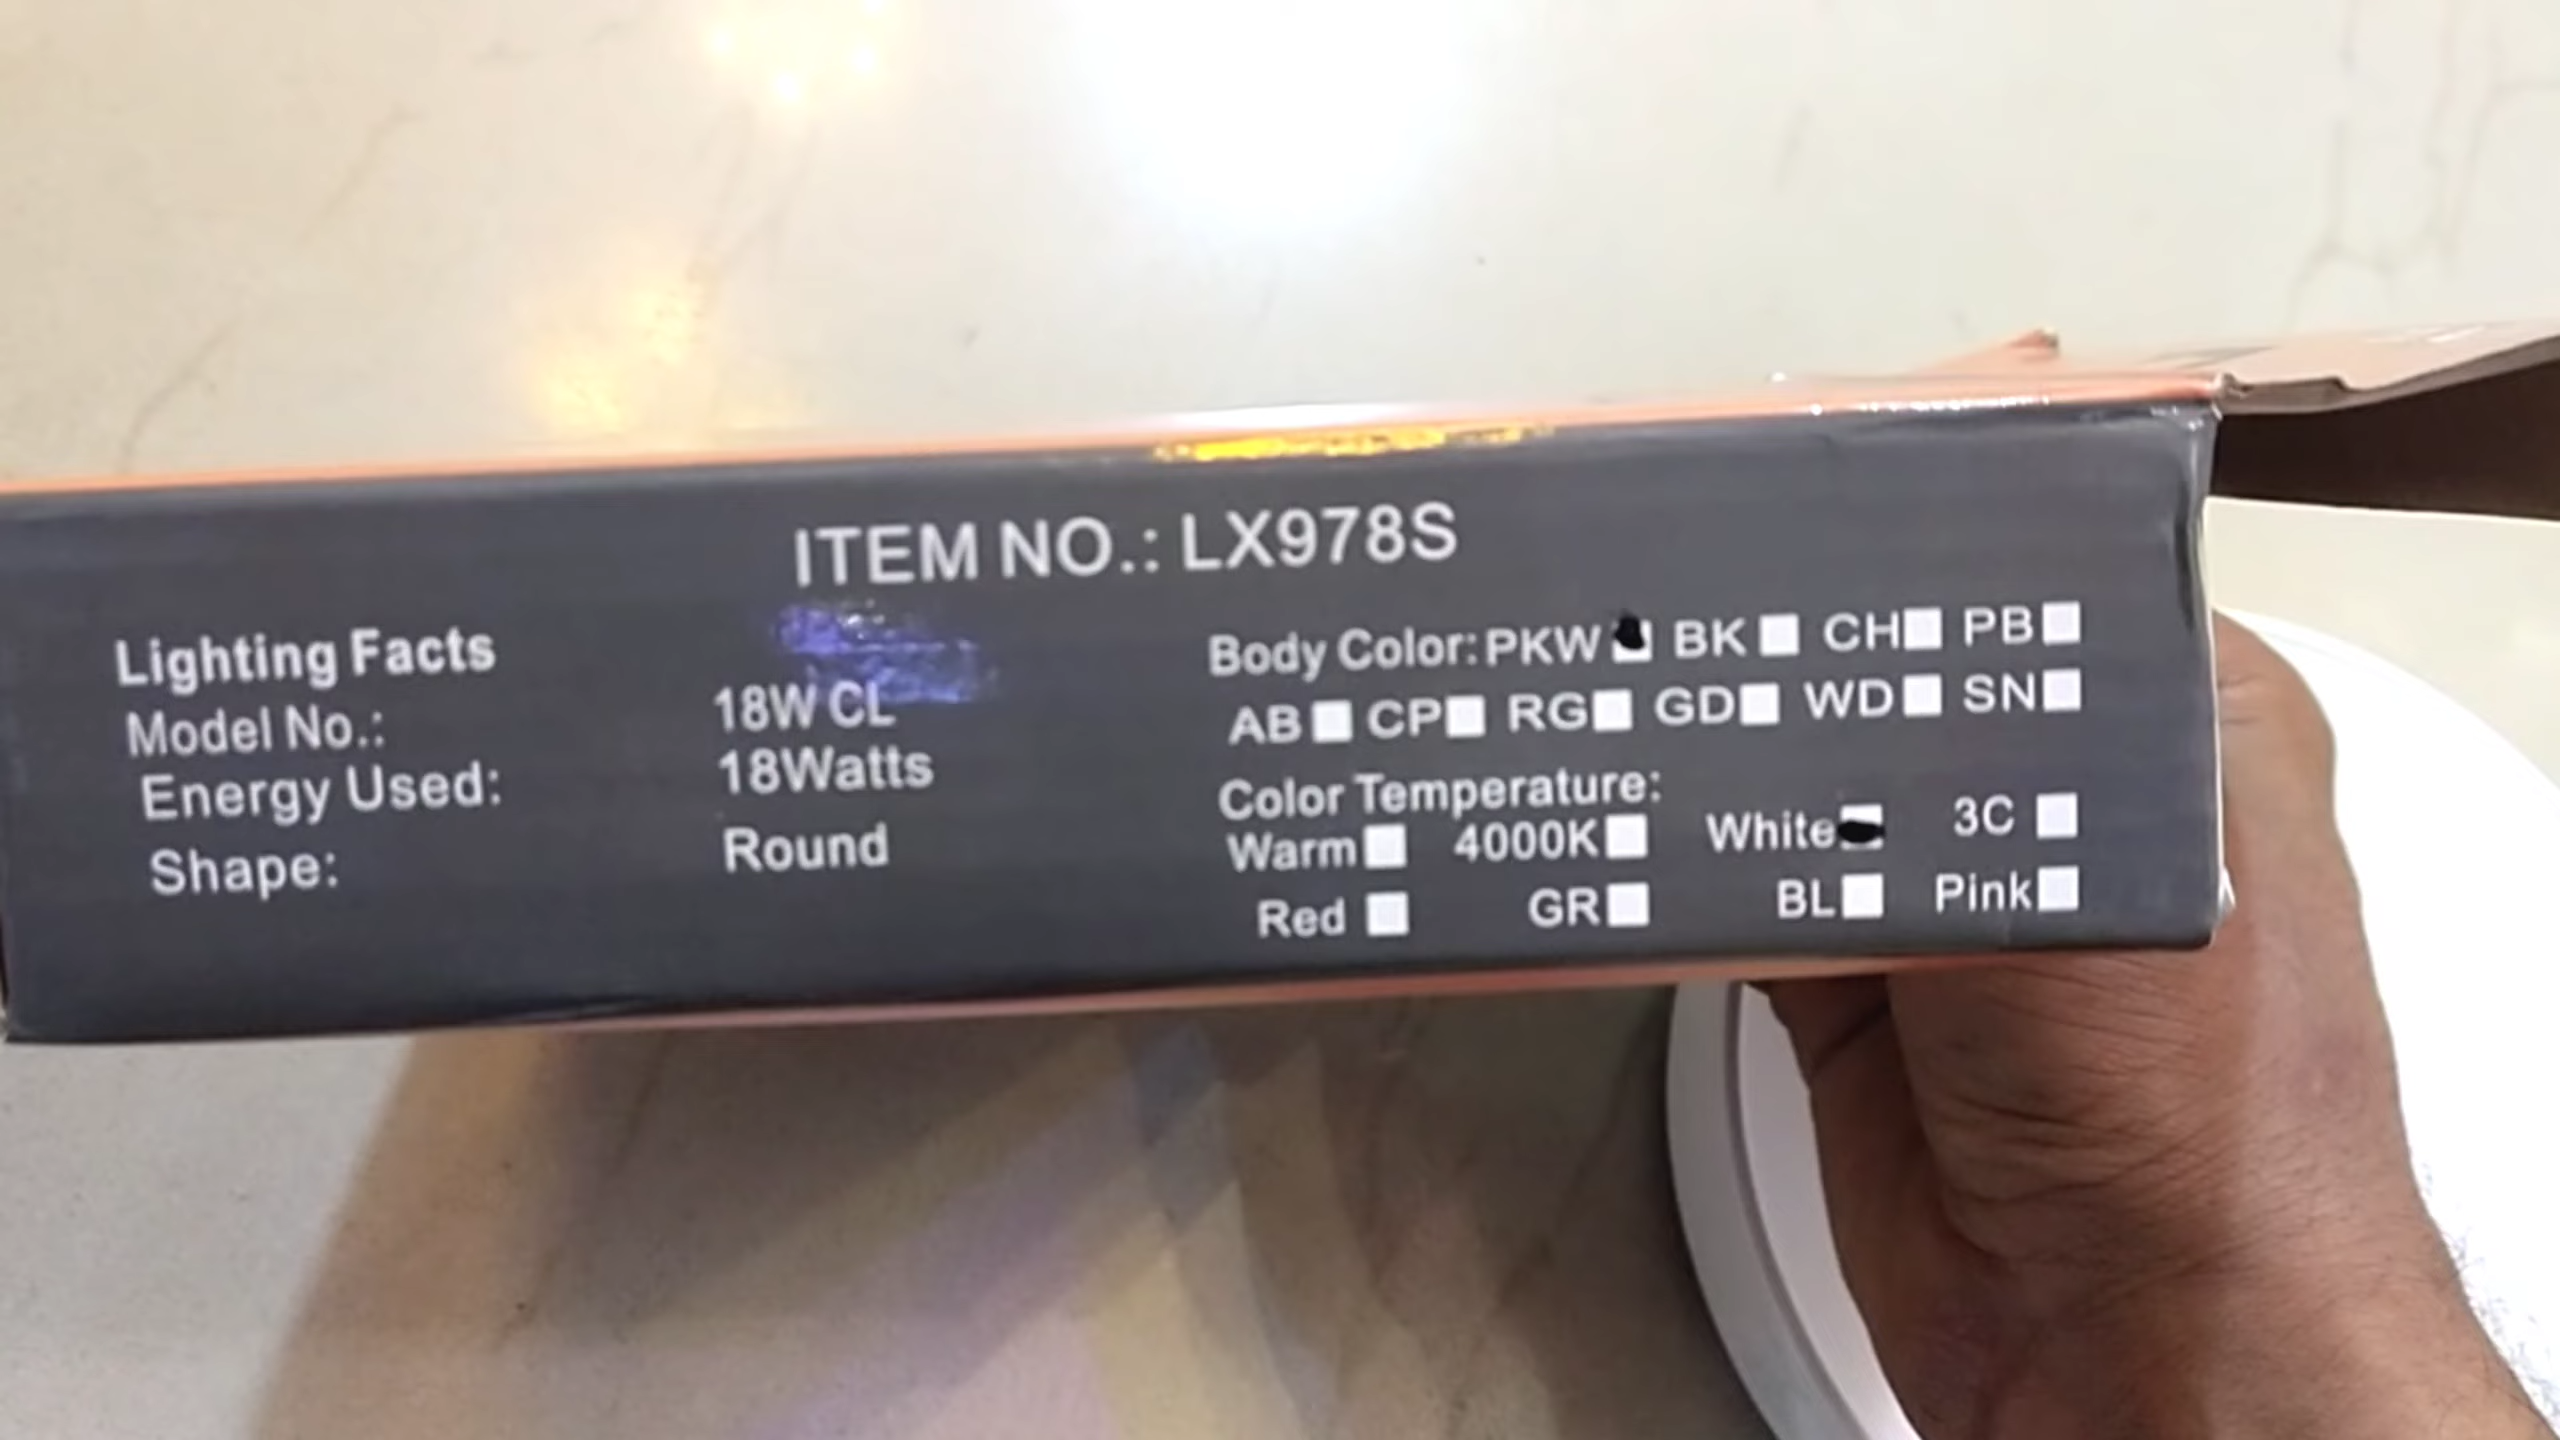 ITEM NO.: LX978S
Lighting Facts
Model No.: 18W CL
Energy Used: 18Watts
Shape: Round
Body Color: PKW BK CH PB
AB CP RG GD WD SN
Color Temperature:
Warm 4000K White 3C
Red GR BL Pink